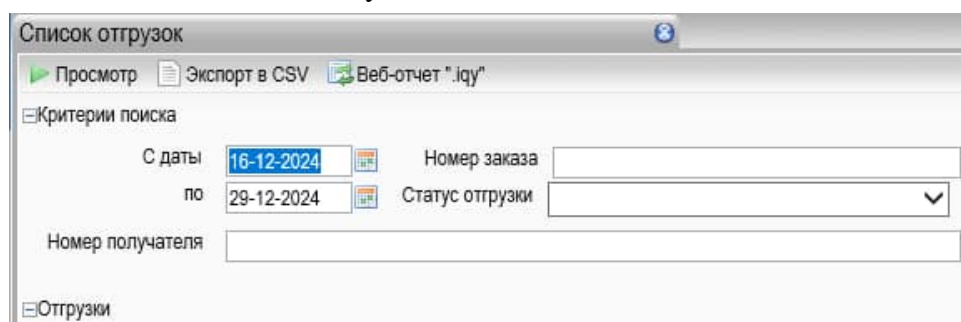 Список отгрузок
Просмотр Экспорт в CSV Веб-отчет ".iqy"
Критерии поиска
С даты 16-12-2024 Номер заказа
по 29-12-2024 Статус отгрузки
Номер получателя
Отгрузки